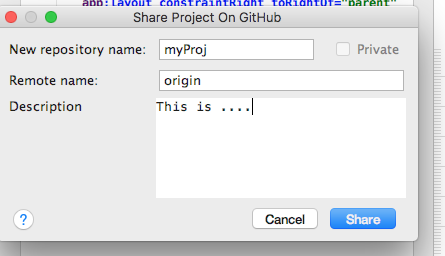 app:layout_constraintRight_toRightOf="parent"
Share Project On GitHub
New repository name: myProj Private
Remote name: origin
Description This is ....
? Cancel Share